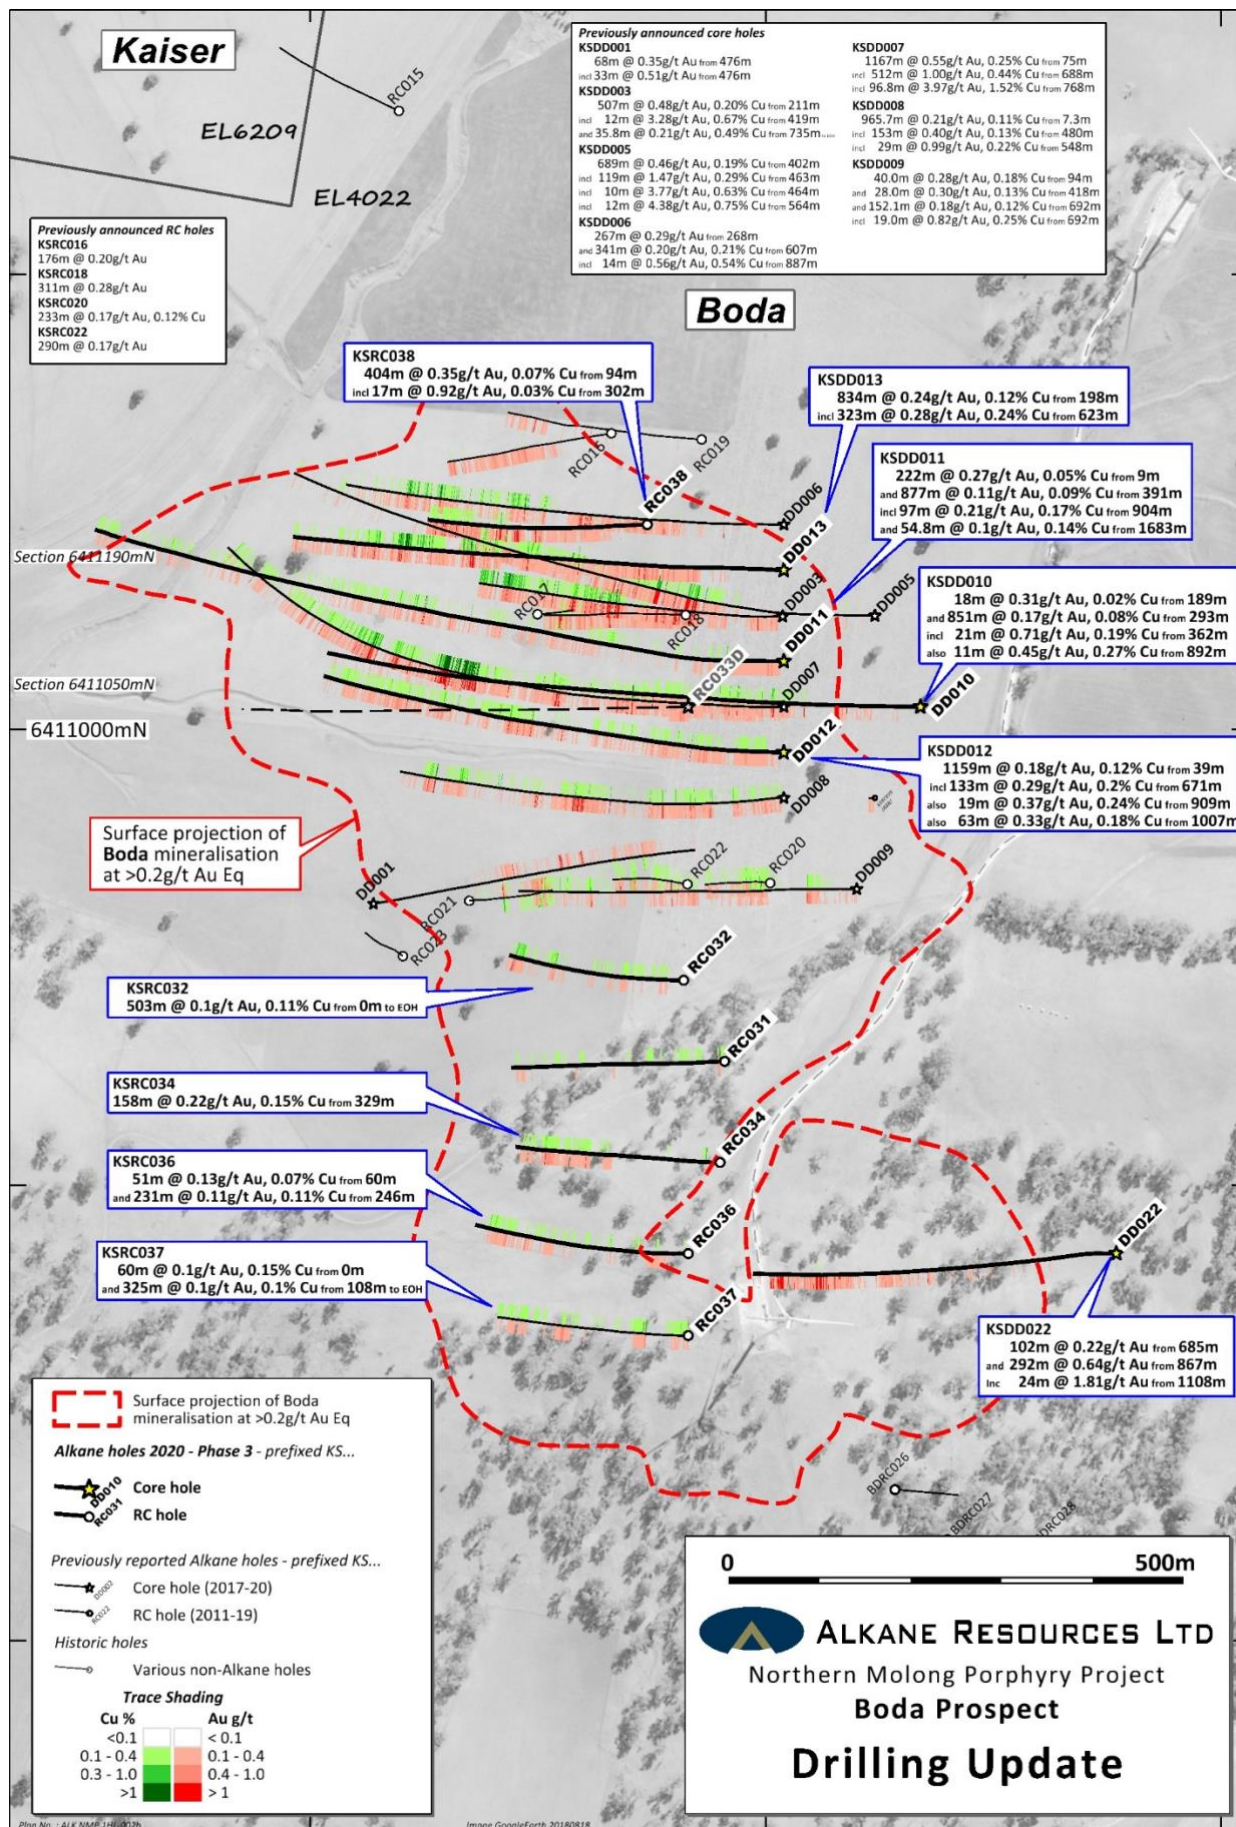 Kaiser
RC015
EL6209
EL4022
Previously announced core holes
KSDD001
68m @ 0.35g/t Au from 476m
incl 33m @ 0.51g/t Au from 476m
KSDD003
507m @ 0.48g/t Au, 0.20% Cu from 211m
incl 12m @ 3.28g/t Au, 0.67% Cu from 419m
and 35.8m @ 0.21g/t Au, 0.49% Cu from 735m
KSDD005
689m @ 0.46g/t Au, 0.19% Cu from 402m
incl 119m @ 1.47g/t Au, 0.29% Cu from 463m
incl 10m @ 3.77g/t Au, 0.63% Cu from 464m
incl 12m @ 4.38g/t Au, 0.75% Cu from 564m
KSDD006
267m @ 0.29g/t Au from 268m
and 341m @ 0.20g/t Au, 0.21% Cu from 607m
incl 14m @ 0.56g/t Au, 0.54% Cu from 887m
KSDD007
1167m @ 0.55g/t Au, 0.25% Cu from 75m
incl 512m @ 1.00g/t Au, 0.44% Cu from 688m
incl 96.8m @ 3.97g/t Au, 1.52% Cu from 768m
KSDD008
965.7m @ 0.21g/t Au, 0.11% Cu from 7.3m
incl 153m @ 0.40g/t Au, 0.13% Cu from 480m
incl 29m @ 0.99g/t Au, 0.22% Cu from 548m
KSDD009
40.0m @ 0.28g/t Au, 0.18% Cu from 94m
and 28.0m @ 0.30g/t Au, 0.13% Cu from 418m
and 152.1m @ 0.18g/t Au, 0.12% Cu from 692m
incl 19.0m @ 0.82g/t Au, 0.25% Cu from 692m
Previously announced RC holes
KSRC016
176m @ 0.20g/t Au
KSRC018
311m @ 0.28g/t Au
KSRC020
233m @ 0.17g/t Au, 0.12% Cu
KSRC022
290m @ 0.17g/t Au
Boda
KSRC038
404m @ 0.35g/t Au, 0.07% Cu from 94m
incl 17m @ 0.92g/t Au, 0.03% Cu from 302m
KSDD013
834m @ 0.24g/t Au, 0.12% Cu from 198m
incl 323m @ 0.28g/t Au, 0.24% Cu from 623m
KSDD011
222m @ 0.27g/t Au, 0.05% Cu from 9m
and 877m @ 0.11g/t Au, 0.09% Cu from 391m
incl 97m @ 0.21g/t Au, 0.17% Cu from 904m
and 54.8m @ 0.1g/t Au, 0.14% Cu from 1683m
KSDD010
18m @ 0.31g/t Au, 0.02% Cu from 189m
and 851m @ 0.17g/t Au, 0.08% Cu from 293m
incl 21m @ 0.71g/t Au, 0.19% Cu from 362m
also 11m @ 0.45g/t Au, 0.27% Cu from 892m
RC016
RC019
RC038
DD006
DD013
Section 6411190mN
RC017
RC018
DD003
DD005
DD011
Section 6411050mN
RC033D
DD007
DD010
6411000mN
DD012
KSDD012
1159m @ 0.18g/t Au, 0.12% Cu from 39m
incl 133m @ 0.29g/t Au, 0.2% Cu from 671m
also 19m @ 0.37g/t Au, 0.24% Cu from 909m
also 63m @ 0.33g/t Au, 0.18% Cu from 1007m
DD008
Surface projection of
Boda mineralisation
at >0.2g/t Au Eq
DD001
RC021
RC022
RC020
DD009
RC023
RC032
KSRC032
503m @ 0.1g/t Au, 0.11% Cu from 0m to EOH
RC031
KSRC034
158m @ 0.22g/t Au, 0.15% Cu from 329m
RC034
KSRC036
51m @ 0.13g/t Au, 0.07% Cu from 60m
and 231m @ 0.11g/t Au, 0.11% Cu from 246m
RC036
DD022
KSRC037
60m @ 0.1g/t Au, 0.15% Cu from 0m
and 325m @ 0.1g/t Au, 0.1% Cu from 108m to EOH
RC037
KSDD022
102m @ 0.22g/t Au from 685m
and 292m @ 0.64g/t Au from 867m
Inc 24m @ 1.81g/t Au from 1108m
BDRC026
BDRC027
BDRC028
Surface projection of Boda
mineralisation at >0.2g/t Au Eq
Alkane holes 2020 - Phase 3 - prefixed KS...
DD010 Core hole
RC031 RC hole
Previously reported Alkane holes - prefixed KS...
DD002 Core hole (2017-20)
RC022 RC hole (2011-19)
Historic holes
Various non-Alkane holes
Trace Shading
Cu % Au g/t
<0.1 < 0.1
0.1 - 0.4 0.1 - 0.4
0.3 - 1.0 0.4 - 1.0
>1 > 1
0 500m
ALKANE RESOURCES LTD
Northern Molong Porphyry Project
Boda Prospect
Drilling Update
Plan No. : ALK NMP 1HL-002b
Image GoogleEarth 20180818